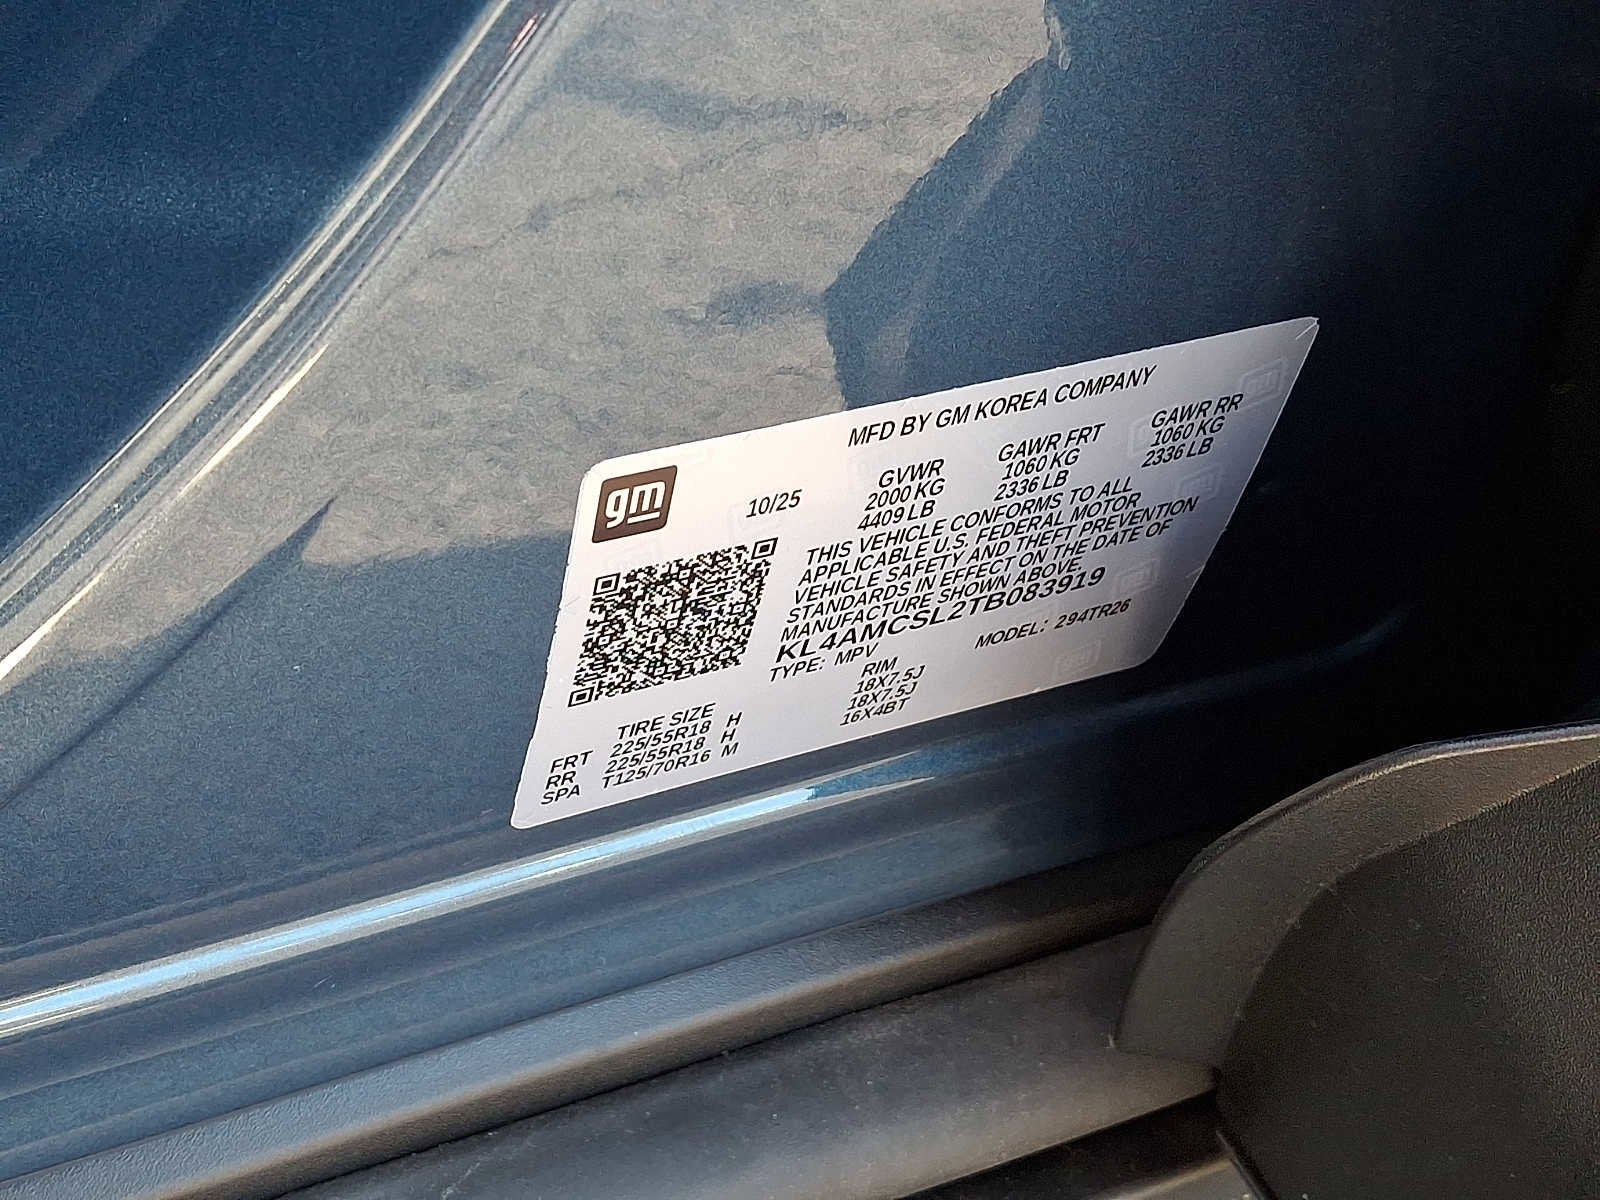 MFD BY GM KOREA COMPANY
gm
10/25
GVWR GAWR FRT GAWR RR
2000 KG 1060 KG 1060 KG
4409 LB 2336 LB 2336 LB
THIS VEHICLE CONFORMS TO ALL
APPLICABLE U.S. FEDERAL MOTOR
VEHICLE SAFETY AND THEFT PREVENTION
STANDARDS IN EFFECT ON THE DATE OF
MANUFACTURE SHOWN ABOVE.
KL4AMCSL2TB083919
TYPE: MPV MODEL: 294TR26
TIRE SIZE RIM
FRT 225/55R18 H 18X7.5J
RR 225/55R18 H 18X7.5J
SPA T125/70R16 M 16X4BT